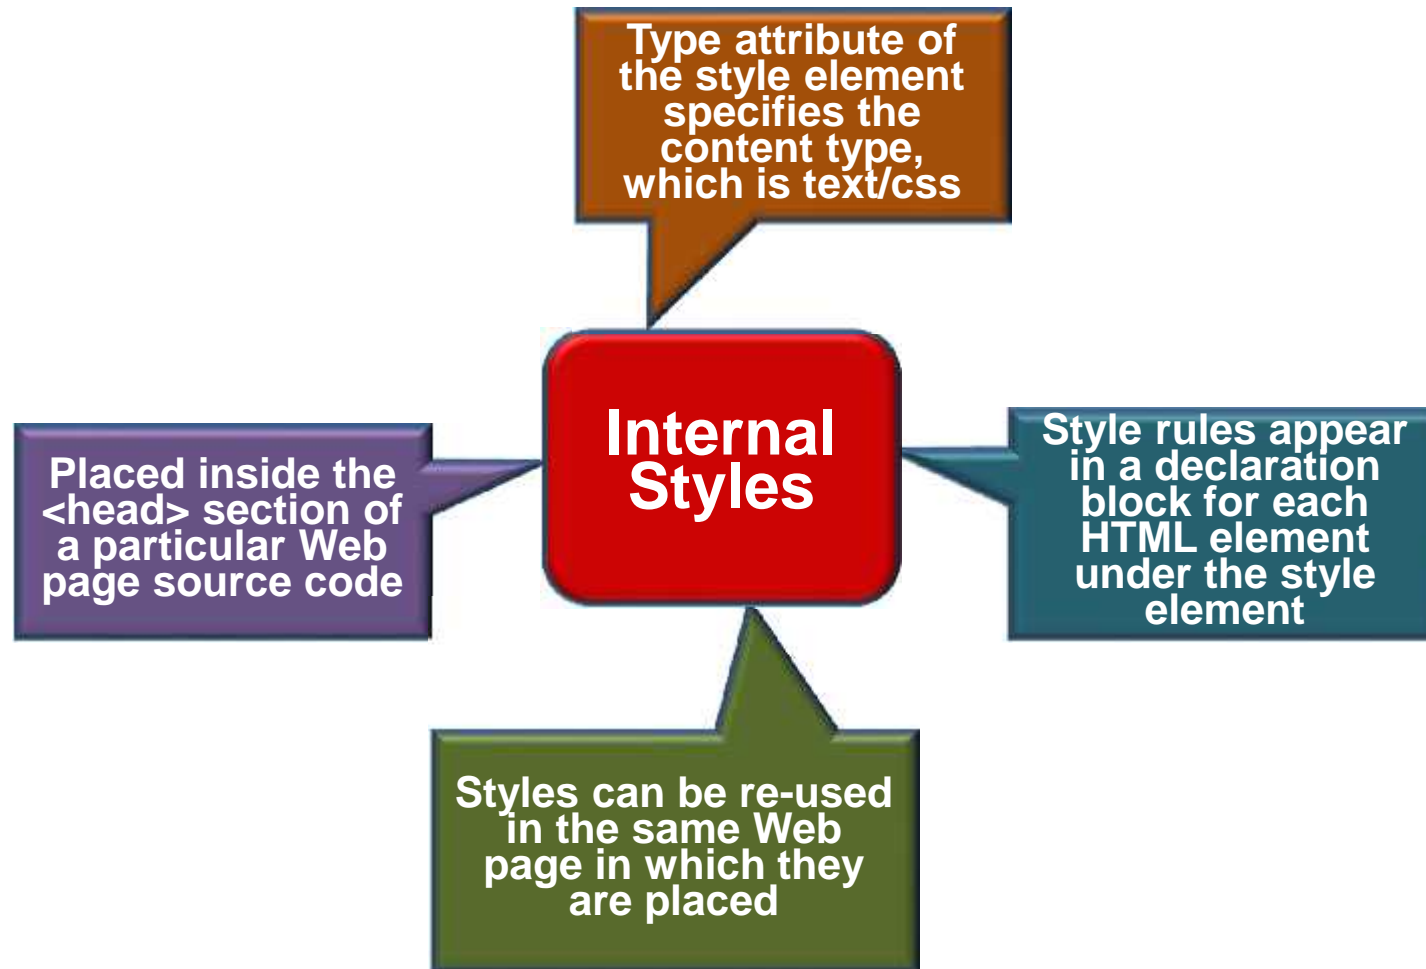 Type attribute of
the style element
specifies the
content type,
which is text/css
Internal
Styles
Placed inside the
<head> section of
a particular Web
page source code
Style rules appear
in a declaration
block for each
HTML element
under the style
element
Styles can be re-used
in the same Web
page in which they
are placed